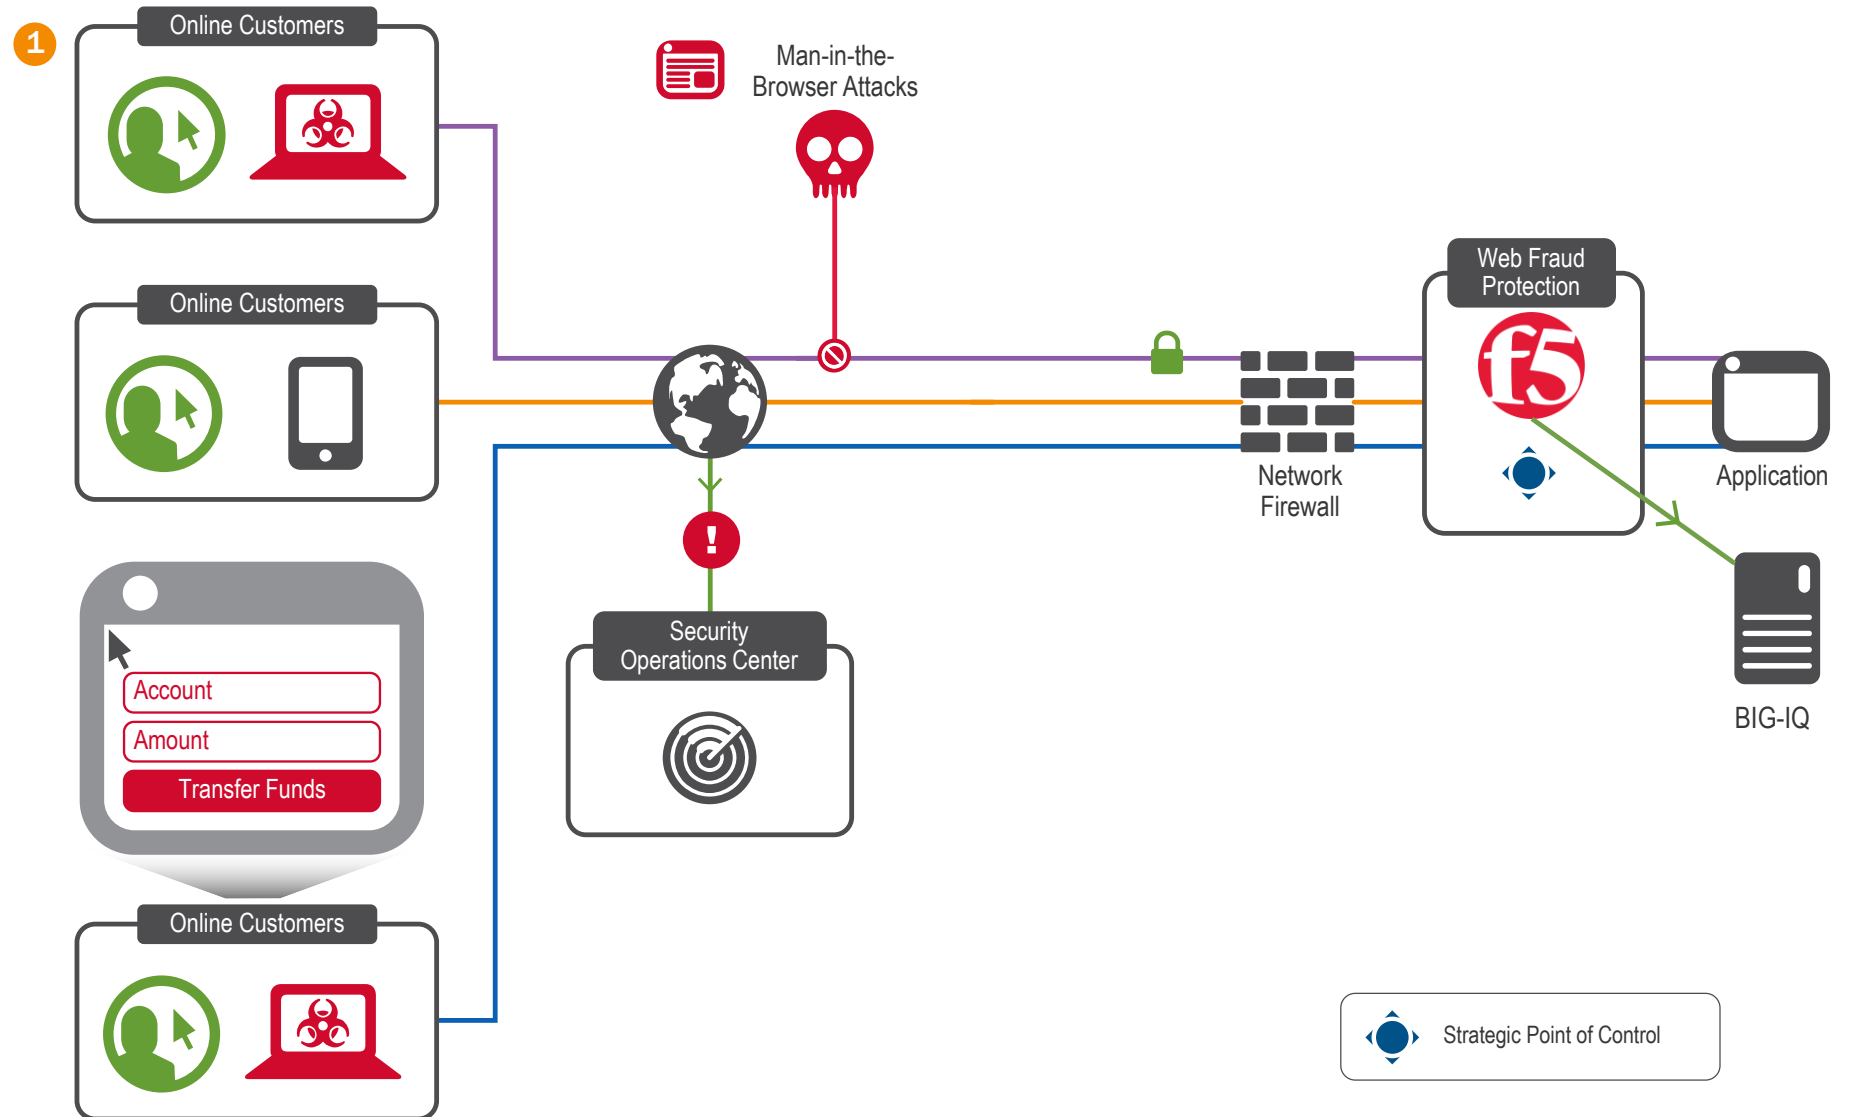 1
Online Customers
Man-in-the-
Browser Attacks
Online Customers
Web Fraud
Protection
f5
Network
Firewall
Application
!
Security
Operations Center
Account
Amount
Transfer Funds
BIG-IQ
Online Customers
Strategic Point of Control